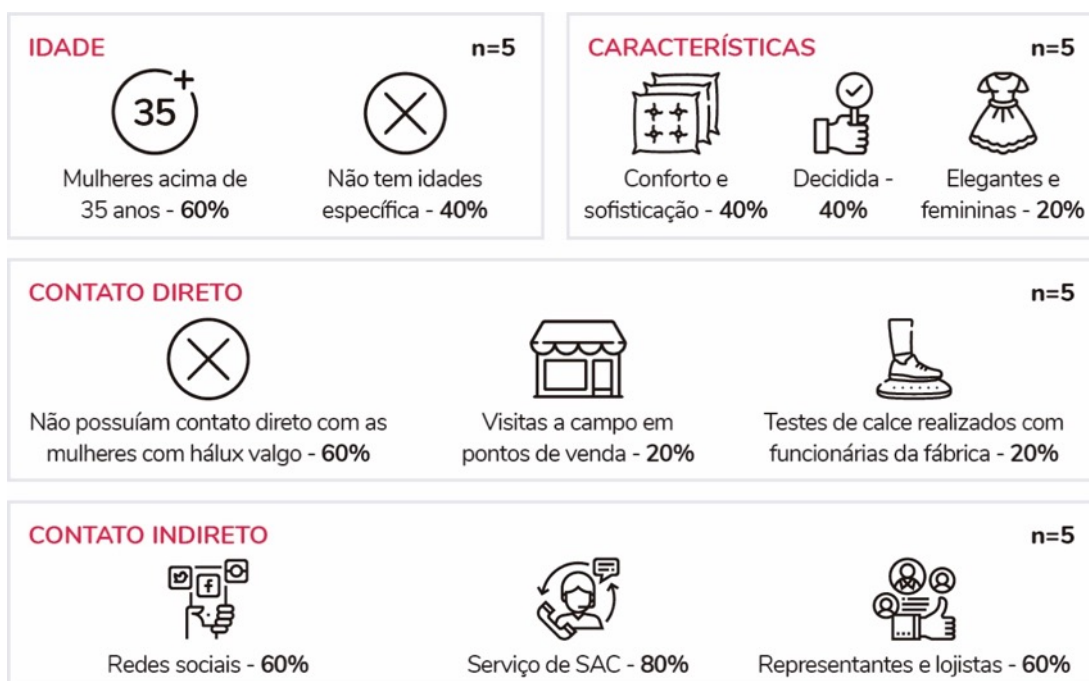 IDADE n=5
35+
Mulheres acima de
35 anos - 60%
Não tem idades
específica - 40%
CARACTERÍSTICAS n=5
Conforto e
sofisticação - 40%
Decidida -
40%
Elegantes e
femininas - 20%
CONTATO DIRETO n=5
Não possuíam contato direto com as
mulheres com hálux valgo - 60%
Visitas a campo em
pontos de venda - 20%
Testes de calce realizados com
funcionárias da fábrica - 20%
CONTATO INDIRETO n=5
Redes sociais - 60%
Serviço de SAC - 80%
Representantes e lojistas - 60%